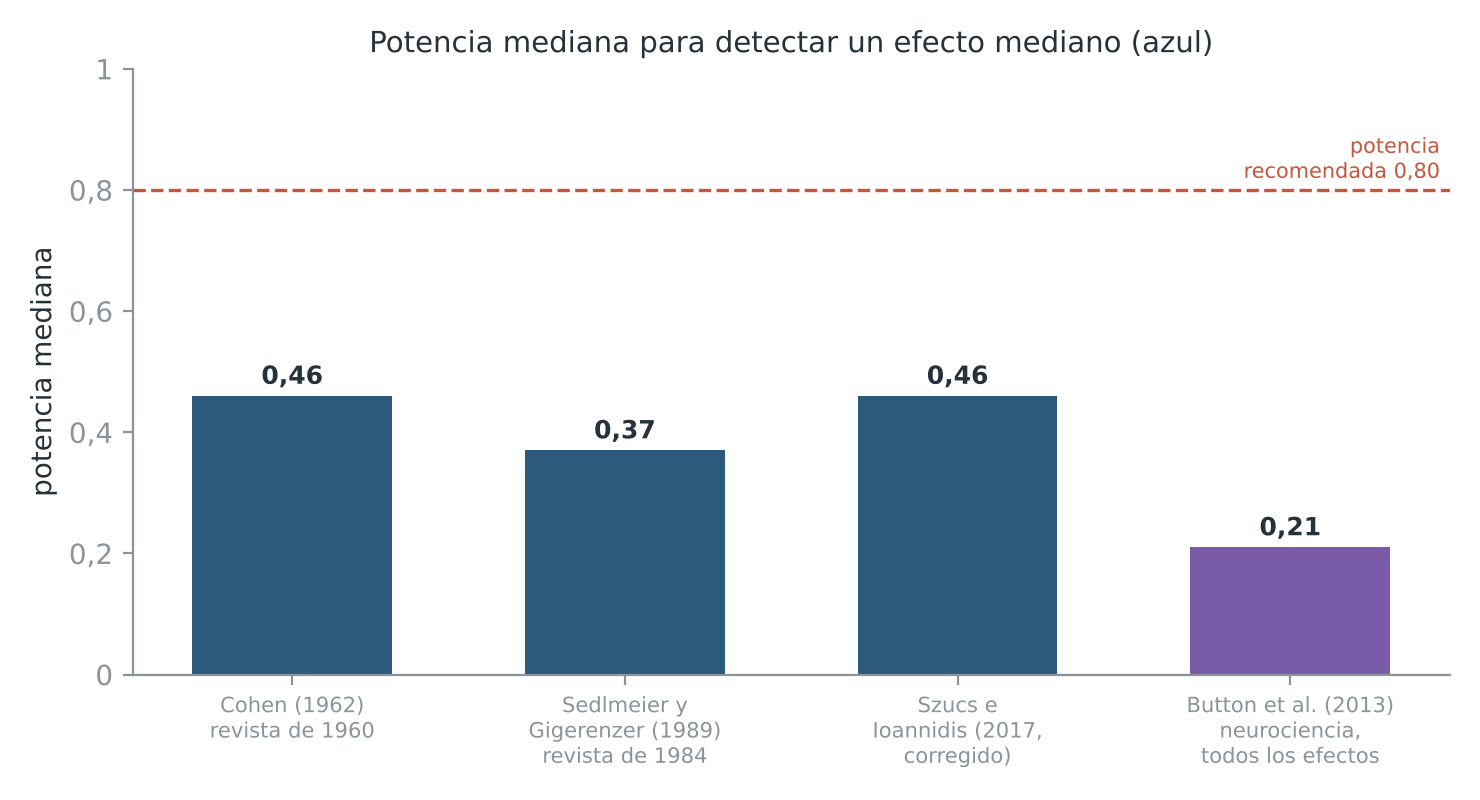 Potencia mediana para detectar un efecto mediano (azul)
1
0,8
0,6
0,4
0,2
0
potencia mediana
potencia
recomendada 0,80
0,46
0,37
0,46
0,21
Cohen (1962)
revista de 1960
Sedlmeier y
Gigerenzer (1989)
revista de 1984
Szucs e
Ioannidis (2017,
corregido)
Button et al. (2013)
neurociencia,
todos los efectos